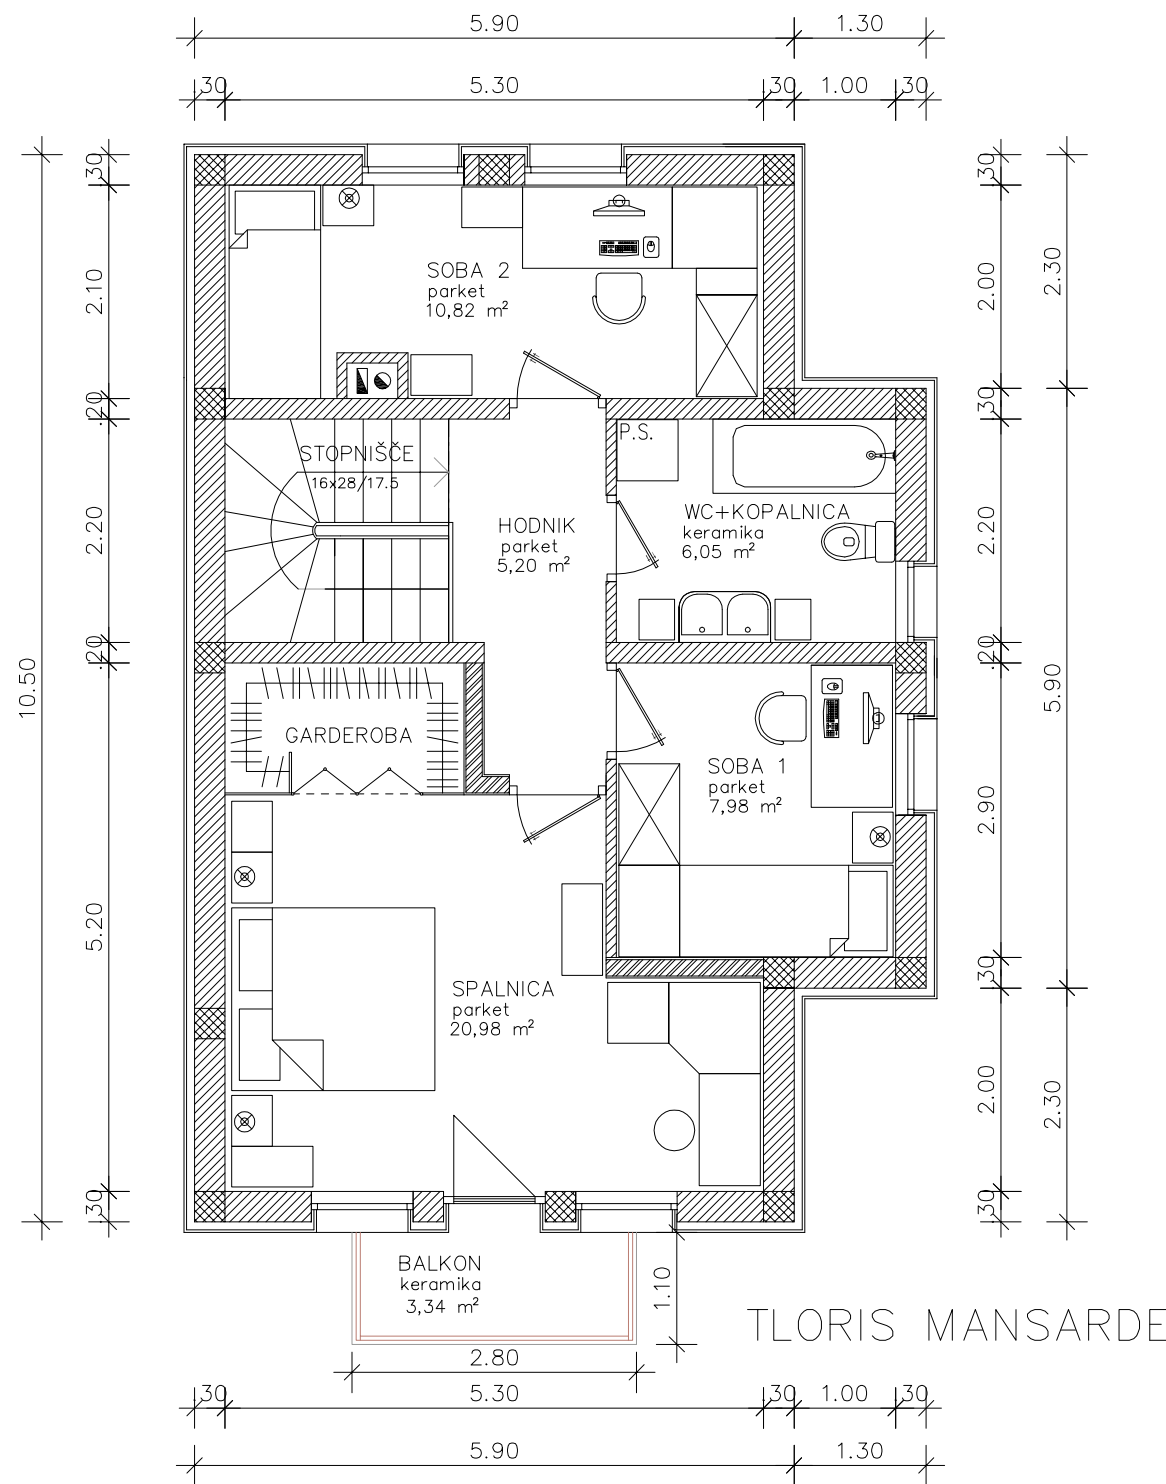 5.90
1.30
.30
5.30
.30
1.00
.30
.30
2.10
.20
2.20
.20
5.20
.30
10.50
.30
2.00
.30
2.20
.20
2.90
.30
2.00
.30
2.30
5.90
2.30
SOBA 2
parket
10,82 m²
STOPNIŠČE
16x28/17.5
P.S.
HODNIK
parket
5,20 m²
WC+KOPALNICA
keramika
6,05 m²
GARDEROBA
SOBA 1
parket
7,98 m²
SPALNICA
parket
20,98 m²
BALKON
keramika
3,34 m²
1.10
TLORIS MANSARDE
2.80
.30
5.30
.30
1.00
.30
5.90
1.30